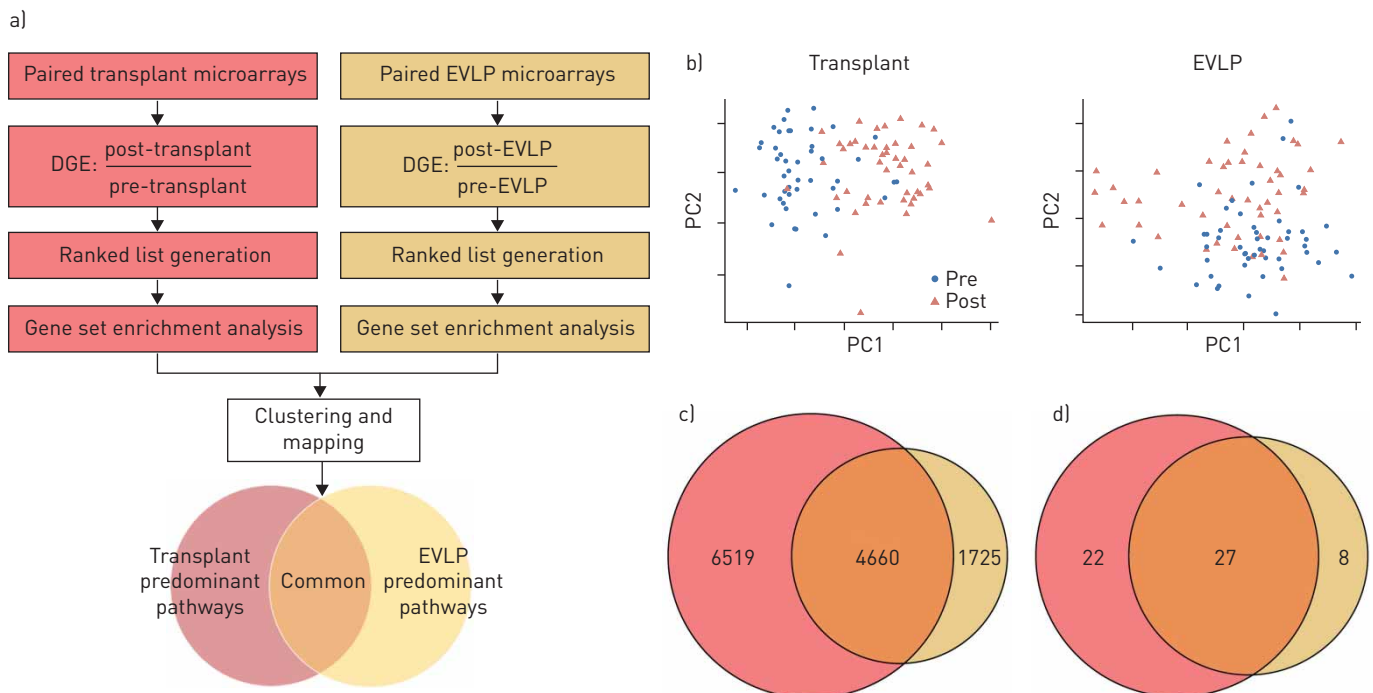 a)
Paired transplant microarrays
Paired EVLP microarrays
DGE: post-transplant
pre-transplant
DGE: post-EVLP
pre-EVLP
Ranked list generation
Ranked list generation
Gene set enrichment analysis
Gene set enrichment analysis
Clustering and
mapping
Transplant
predominant
pathways
Common
EVLP
predominant
pathways
b)
Transplant
PC2
Pre
Post
PC1
EVLP
PC2
PC1
c)
6519
4660
1725
d)
22
27
8